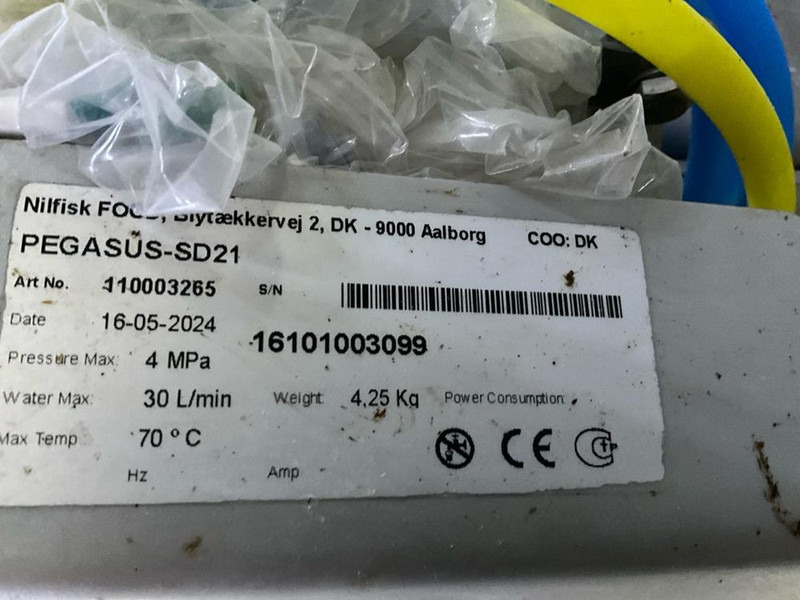 Nilfisk FOOD, Blytækkervej 2, DK - 9000 Aalborg COO: DK
PEGASUS-SD21
Art No. 110003265 S/N
Date 16-05-2024 16101003099
Pressure Max: 4 MPa
Water Max: 30 L/min Weight: 4,25 Kg Power Consumption:
Max Temp: 70 ° C
Hz Amp
CE